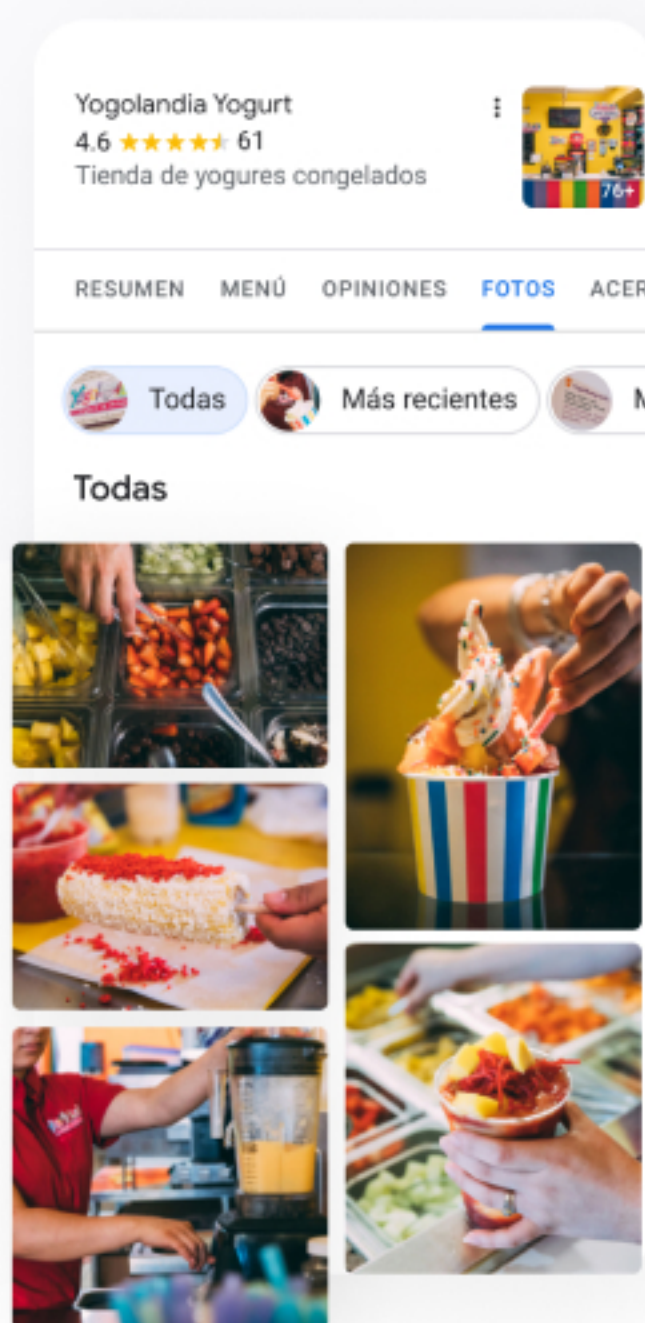 Yogolandia Yogurt
4.6 61
Tienda de yogures congelados
76+
RESUMEN MENÚ OPINIONES FOTOS ACER
Todas Más recientes M
Todas